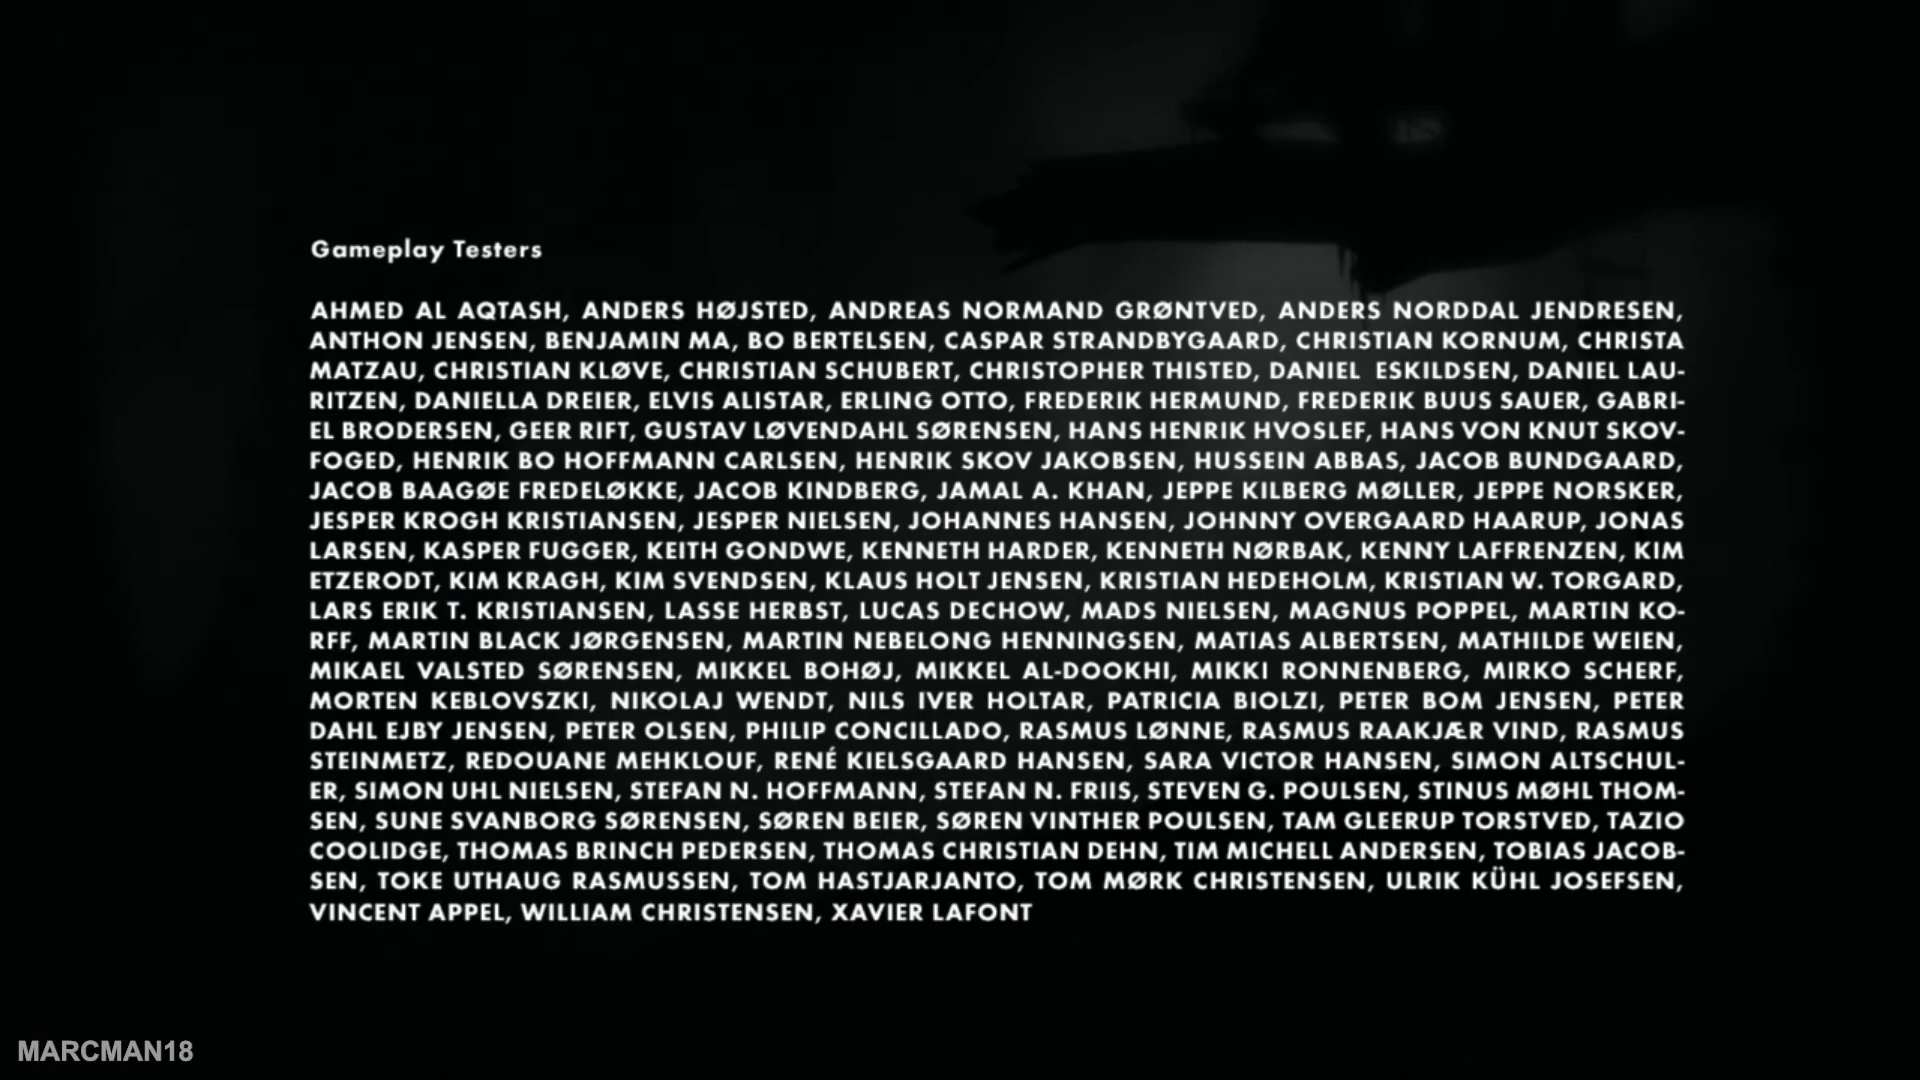 Gameplay Testers
AHMED AL AQTASH, ANDERS HØJSTED, ANDREAS NORMAND GRØNTVED, ANDERS NORDDAL JENDRESEN,
ANTHON JENSEN, BENJAMIN MA, BO BERTELSEN, CASPAR STRANDBYGAARD, CHRISTIAN KORNUM, CHRISTA
MATZAU, CHRISTIAN KLØVE, CHRISTIAN SCHUBERT, CHRISTOPHER THISTED, DANIEL ESKILDSEN, DANIEL LAU-
RITZEN, DANIELLA DREIER, ELVIS ALISTAR, ERLING OTTO, FREDERIK HERMUND, FREDERIK BUUS SAUER, GABRI-
EL BRODERSEN, GEER RIFT, GUSTAV LØVENDAHL SØRENSEN, HANS HENRIK HVOSLEF, HANS VON KNUT SKOV-
FOGED, HENRIK BO HOFFMANN CARLSEN, HENRIK SKOV JAKOBSEN, HUSSEIN ABBAS, JACOB BUNDGAARD,
JACOB BAAGØE FREDELØKKE, JACOB KINDBERG, JAMAL A. KHAN, JEPPE KILBERG MØLLER, JEPPE NORSKER,
JESPER KROGH KRISTIANSEN, JESPER NIELSEN, JOHANNES HANSEN, JOHNNY OVERGAARD HAARUP, JONAS
LARSEN, KASPER FUGGER, KEITH GONDWE, KENNETH HARDER, KENNETH NØRBAK, KENNY LAFFRENZEN, KIM
ETZERODT, KIM KRAGH, KIM SVENDSEN, KLAUS HOLT JENSEN, KRISTIAN HEDEHOLM, KRISTIAN W. TORGARD,
LARS ERIK T. KRISTIANSEN, LASSE HERBST, LUCAS DECHOW, MADS NIELSEN, MAGNUS POPPEL, MARTIN KO-
RFF, MARTIN BLACK JØRGENSEN, MARTIN NEBELONG HENNINGSEN, MATIAS ALBERTSEN, MATHILDE WEIEN,
MIKAEL VALSTED SØRENSEN, MIKKEL BOHØJ, MIKKEL AL-DOOKHI, MIKKI RONNENBERG, MIRKO SCHERF,
MORTEN KEBLOVSZKI, NIKOLAJ WENDT, NILS IVER HOLTAR, PATRICIA BIOLZI, PETER BOM JENSEN, PETER
DAHL EJBY JENSEN, PETER OLSEN, PHILIP CONCILLADO, RASMUS LØNNE, RASMUS RAAKJÆR VIND, RASMUS
STEINMETZ, REDOUANE MEHKLOUF, RENÉ KIELSGAARD HANSEN, SARA VICTOR HANSEN, SIMON ALTSCHUL-
ER, SIMON UHL NIELSEN, STEFAN N. HOFFMANN, STEFAN N. FRIIS, STEVEN G. POULSEN, STINUS MØHL THOM-
SEN, SUNE SVANBORG SØRENSEN, SØREN BEIER, SØREN VINTHER POULSEN, TAM GLEERUP TORSTVED, TAZIO
COOLIDGE, THOMAS BRINCH PEDERSEN, THOMAS CHRISTIAN DEHN, TIM MICHELL ANDERSEN, TOBIAS JACOB-
SEN, TOKE UTHAUG RASMUSSEN, TOM HASTJARJANTO, TOM MØRK CHRISTENSEN, ULRIK KÜHL JOSEFSEN,
VINCENT APPEL, WILLIAM CHRISTENSEN, XAVIER LAFONT
MARCMAN18